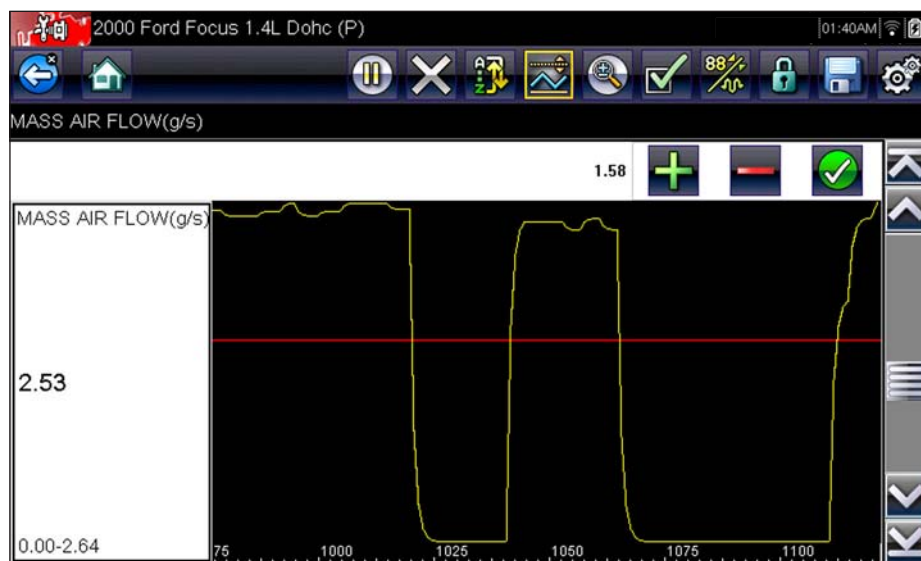 2000 Ford Focus 1.4L Dohc (P)
01:40AM
A
Z
88°F
MASS AIR FLOW(g/s)
1.58
MASS AIR FLOW(g/s)
2.53
0.00-2.64
75 1000 1025 1050 1075 1100